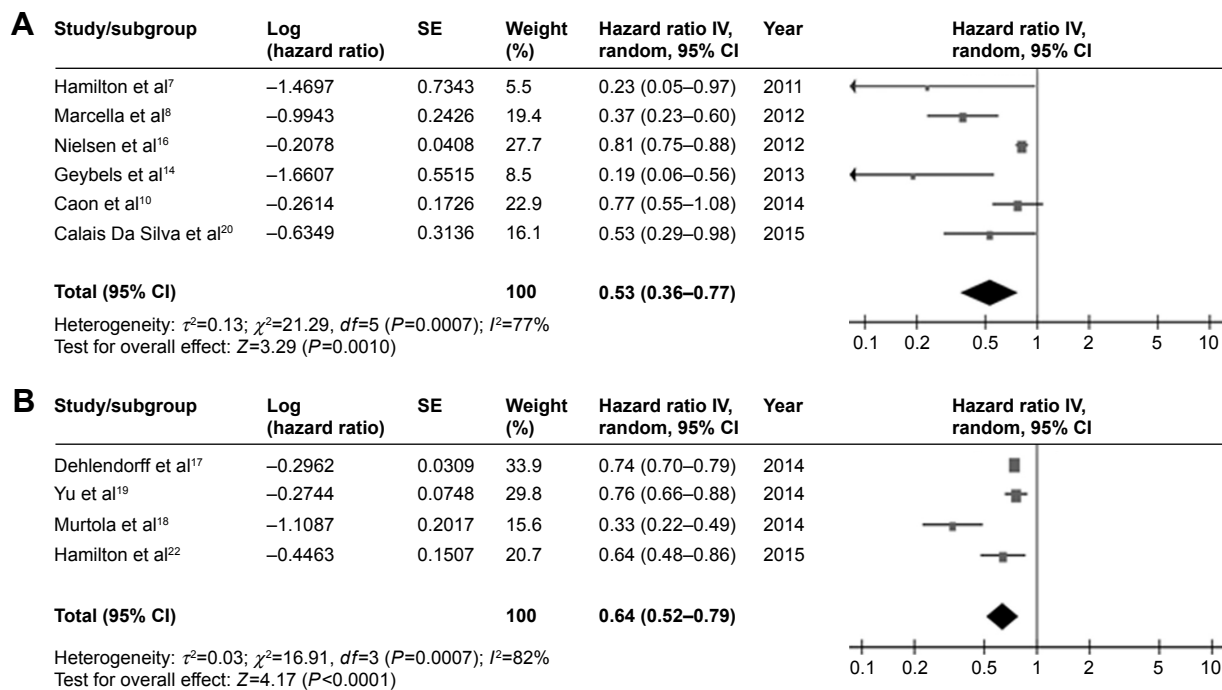 A Study/subgroup Log (hazard ratio) SE Weight (%) Hazard ratio IV, random, 95% CI Year Hazard ratio IV, random, 95% CI
Hamilton et al⁷ –1.4697 0.7343 5.5 0.23 (0.05–0.97) 2011
Marcella et al⁸ –0.9943 0.2426 19.4 0.37 (0.23–0.60) 2012
Nielsen et al¹⁶ –0.2078 0.0408 27.7 0.81 (0.75–0.88) 2012
Geybels et al¹⁴ –1.6607 0.5515 8.5 0.19 (0.06–0.56) 2013
Caon et al¹⁰ –0.2614 0.1726 22.9 0.77 (0.55–1.08) 2014
Calais Da Silva et al²⁰ –0.6349 0.3136 16.1 0.53 (0.29–0.98) 2015
Total (95% CI) 100 0.53 (0.36–0.77)
Heterogeneity: τ²=0.13; χ²=21.29, df=5 (P=0.0007); I²=77%
Test for overall effect: Z=3.29 (P=0.0010)
0.1 0.2 0.5 1 2 5 10
B Study/subgroup Log (hazard ratio) SE Weight (%) Hazard ratio IV, random, 95% CI Year Hazard ratio IV, random, 95% CI
Dehlendorff et al¹⁷ –0.2962 0.0309 33.9 0.74 (0.70–0.79) 2014
Yu et al¹⁹ –0.2744 0.0748 29.8 0.76 (0.66–0.88) 2014
Murtola et al¹⁸ –1.1087 0.2017 15.6 0.33 (0.22–0.49) 2014
Hamilton et al²² –0.4463 0.1507 20.7 0.64 (0.48–0.86) 2015
Total (95% CI) 100 0.64 (0.52–0.79)
Heterogeneity: τ²=0.03; χ²=16.91, df=3 (P=0.0007); I²=82%
Test for overall effect: Z=4.17 (P<0.0001)
0.1 0.2 0.5 1 2 5 10